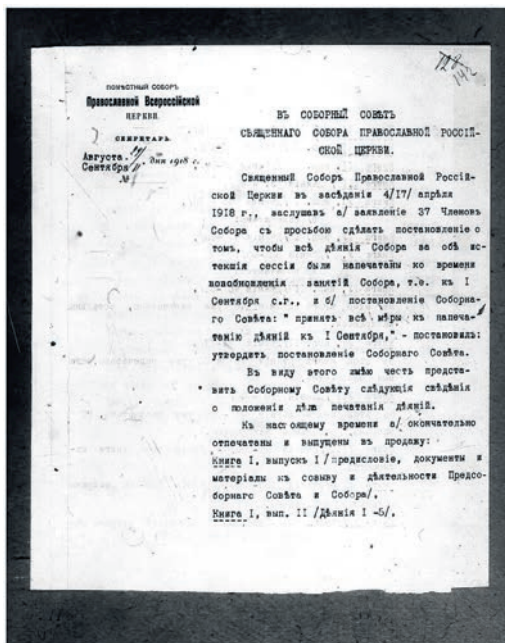 728
142
ПОМѢСТНЫЙ СОБОРЪ
Православной Всероссійской
ЦЕРКВИ
СЕКРЕТАРЬ
Августа
Сентября дня 1918 г.
№
ВЪ СОБОРНЫЙ СОВѢТЪ
СВЯЩЕННАГО СОБОРА ПРАВОСЛАВНОЙ РОССІЙ-
СКОЙ ЦЕРКВИ.
Священный Соборъ Православной Россій-
ской Церкви въ засѣданіи 4/17/ апрѣля
1918 г., заслушавъ а/ заявленіе 37 Членовъ
Собора съ просьбою сдѣлать постановленіе о
томъ, чтобы всѣ дѣянія Собора за обѣ ис-
текшія сессіи были напечатаны ко времени
возобновленія занятій Собора, т.е. къ I
Сентября с.г., и б/ постановленіе Соборна-
го Совѣта: "принять всѣ мѣры къ напеча-
танію дѣяній къ I Сентября," - постановилъ:
утвердить постановленіе Соборнаго Совѣта.
Въ виду этого имѣю честь предста-
вить Соборному Совѣту слѣдующія свѣдѣнія
о положеніи дѣла печатанія дѣяній.
Къ настоящему времени а/ окончательно
отпечатаны и выпущены въ продажу:
Книга I, выпускъ I /предисловіе, документы и
матеріалы къ созыву и дѣятельности Предсо-
борнаго Совѣта и Собора/.
Книга I, вып. II /Дѣянія I -5/.